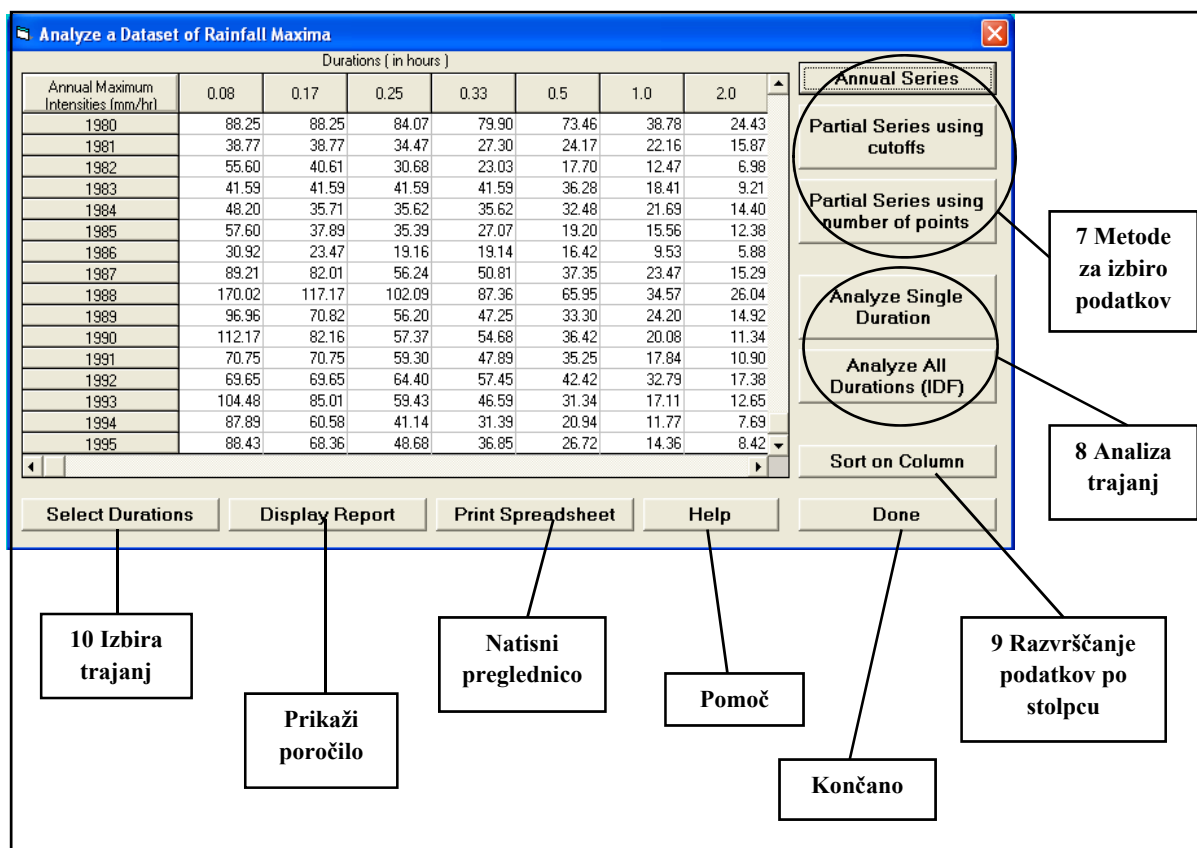 Analyze a Dataset of Rainfall Maxima
Durations ( in hours )
Annual Maximum
Intensities (mm/hr)
0.08 0.17 0.25 0.33 0.5 1.0 2.0
1980 88.25 88.25 84.07 79.90 73.46 38.78 24.43
1981 38.77 38.77 34.47 27.30 24.17 22.16 15.87
1982 55.60 40.61 30.68 23.03 17.70 12.47 6.98
1983 41.59 41.59 41.59 41.59 36.28 18.41 9.21
1984 48.20 35.71 35.62 35.62 32.48 21.69 14.40
1985 57.60 37.89 35.39 27.07 19.20 15.56 12.38
1986 30.92 23.47 19.16 19.14 16.42 9.53 5.88
1987 89.21 82.01 56.24 50.81 37.35 23.47 15.29
1988 170.02 117.17 102.09 87.36 65.95 34.57 26.04
1989 96.96 70.82 56.20 47.25 33.30 24.20 14.92
1990 112.17 82.16 57.37 54.68 36.42 20.08 11.34
1991 70.75 70.75 59.30 47.89 35.25 17.84 10.90
1992 69.65 69.65 64.40 57.45 42.42 32.79 17.38
1993 104.48 85.01 59.43 46.59 31.34 17.11 12.65
1994 87.89 60.58 41.14 31.39 20.94 11.77 7.69
1995 88.43 68.36 48.68 36.85 26.72 14.36 8.42
Annual Series
Partial Series using
cutoffs
Partial Series using
number of points
Analyze Single
Duration
Analyze All
Durations (IDF)
Sort on Column
Select Durations
Display Report
Print Spreadsheet
Help
Done
7 Metode
za izbiro
podatkov
8 Analiza
trajanj
9 Razvrščanje
podatkov po
stolpcu
10 Izbira
trajanj
Prikaži
poročilo
Natisni
preglednico
Pomoč
Končano